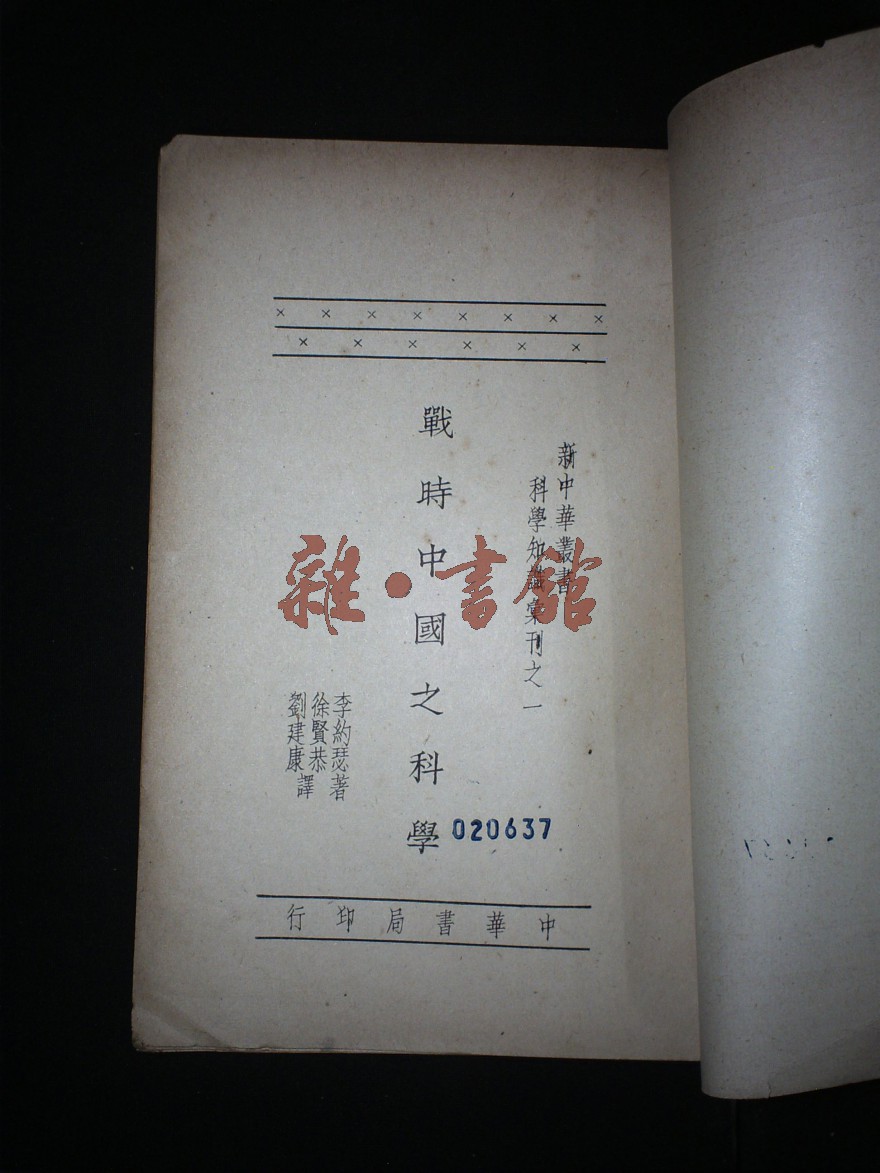 新中華叢書
科學知識彙刊之一
戰時中國之科學
李約瑟著
徐賢恭
劉建康譯
020637
中華書局印行
雜·書館